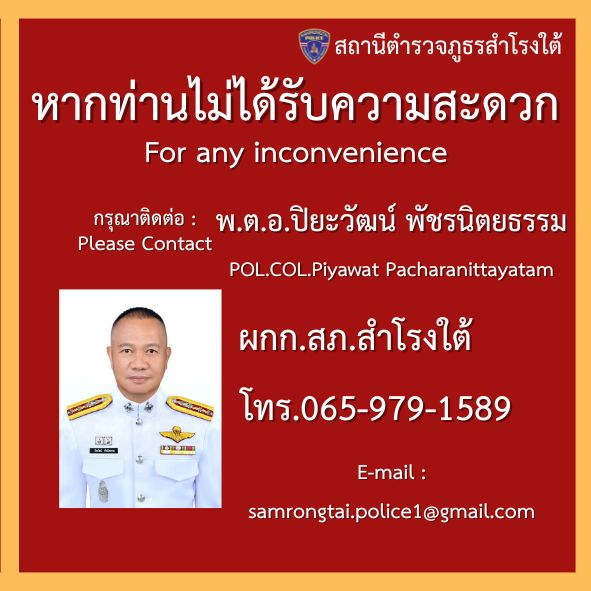 สถานีตำรวจภูธรสำโรงใต้
หากท่านไม่ได้รับความสะดวก
For any inconvenience
กรุณาติดต่อ : พ.ต.อ.ปิยะวัฒน์ พัชรนิตยธรรม
Please Contact
POL.COL.Piyawat Pacharanittayatam
ผกก.สภ.สำโรงใต้
โทร.065-979-1589
E-mail :
samrongtai.police1@gmail.com